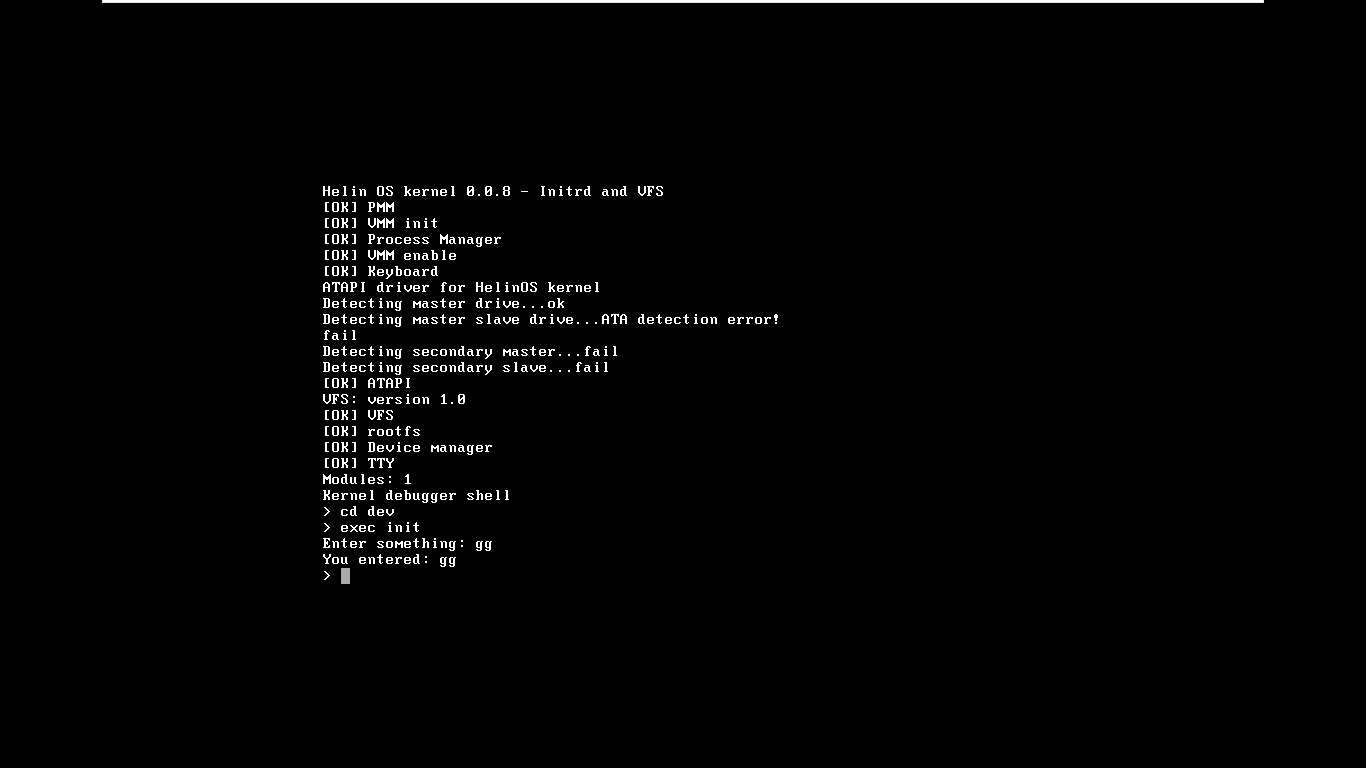 Helin OS kernel 0.0.8 - Initrd and VFS
[OK] PMM
[OK] VMM init
[OK] Process Manager
[OK] VMM enable
[OK] Keyboard
ATAPI driver for HelinOS kernel
Detecting master drive...ok
Detecting master slave drive...ATA detection error!
fail
Detecting secondary master...fail
Detecting secondary slave...fail
[OK] ATAPI
VFS: version 1.0
[OK] VFS
[OK] rootfs
[OK] Device manager
[OK] TTY
Modules: 1
Kernel debugger shell
> cd dev
> exec init
Enter something: gg
You entered: gg
>